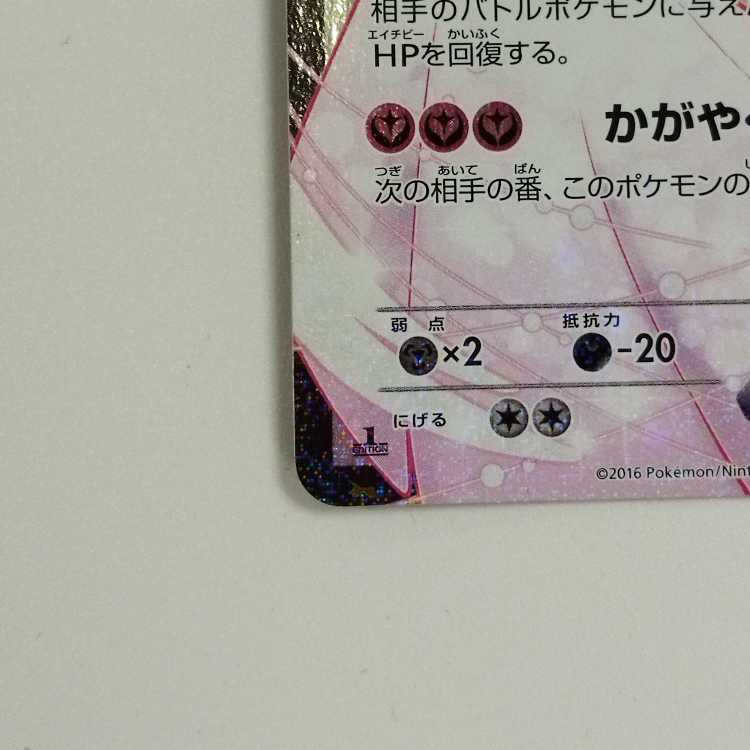 相手のバトルポケモンに与え
エイチピー かいふく
HPを回復する。
かがや
つぎ あいて ばん
次の相手の番、このポケモンの
弱点 抵抗力
×2 -20
にげる
1
EDITION
©2016 Pokémon/Nint